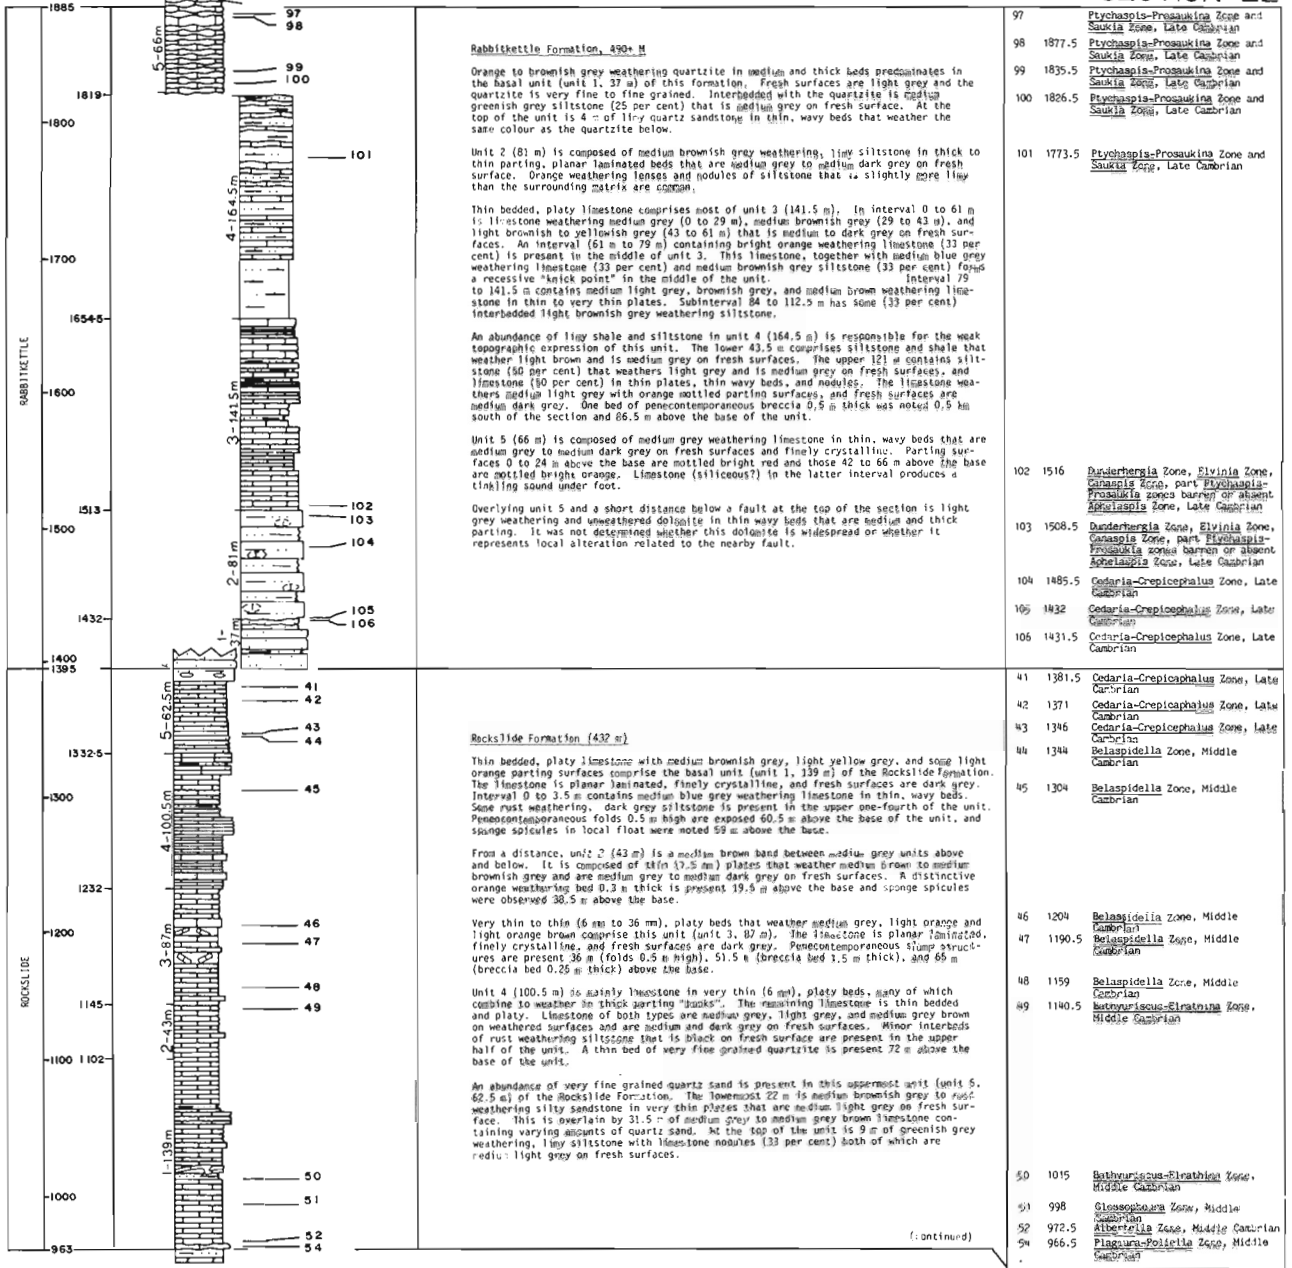 SECTION 22
RABBITKETTLE
1885
1819
1800
1700
1654·5
1600
1513
1500
1432
1400
1395
5-66m
4-164.5m
3-141.5m
2-81m
1-
37m
97
98
99
100
101
102
103
104
105
106
Rabbitkettle Formation, 490+ M
Orange to brownish grey weathering quartzite in medium and thick beds predominates in
the basal unit (unit 1, 37 m) of this formation. Fresh surfaces are light grey and the
quartzite is very fine to fine grained. Interbedded with the quartzite is medium
greenish grey siltstone (25 per cent) that is medium grey on fresh surface. At the
top of the unit is 4 m of limy quartz sandstone in thin, wavy beds that weather the
same colour as the quartzite below.
Unit 2 (81 m) is composed of medium brownish grey weathering, limy siltstone in thick to
thin parting, planar laminated beds that are medium grey to medium dark grey on fresh
surface. Orange weathering lenses and nodules of siltstone that is slightly more limy
than the surrounding matrix are common.
Thin bedded, platy limestone comprises most of unit 3 (141.5 m). In interval 0 to 61 m
is limestone weathering medium grey (0 to 29 m), medium brownish grey (29 to 43 m), and
light brownish to yellowish grey (43 to 61 m) that is medium to dark grey on fresh sur-
faces. An interval (61 m to 79 m) containing bright orange weathering limestone (33 per
cent) is present in the middle of unit 3. This limestone, together with medium blue grey
weathering limestone (33 per cent) and medium brownish grey siltstone (33 per cent) forms
a recessive "knick point" in the middle of the unit. Interval 79
to 141.5 m contains medium light grey, brownish grey, and medium brown weathering lime-
stone in thin to very thin plates. Subinterval 84 to 112.5 m has some (33 per cent)
interbedded light brownish grey weathering siltstone.
An abundance of limy shale and siltstone in unit 4 (164.5 m) is responsible for the weak
topographic expression of this unit. The lower 43.5 m comprises siltstone and shale that
weather light brown and is medium grey on fresh surfaces. The upper 121 m contains silt-
stone (50 per cent) that weathers light grey and is medium grey on fresh surfaces, and
limestone (50 per cent) in thin plates, thin wavy beds, and nodules. The limestone wea-
thers medium light grey with orange mottled parting surfaces, and fresh surfaces are
medium dark grey. One bed of penecontemporaneous breccia 0.5 m thick was noted 0.5 km
south of the section and 86.5 m above the base of the unit.
Unit 5 (66 m) is composed of medium grey weathering limestone in thin, wavy beds that are
medium grey to medium dark grey on fresh surfaces and finely crystalline. Parting sur-
faces 0 to 24 m above the base are mottled bright red and those 42 to 66 m above the base
are mottled bright orange. Limestone (siliceous?) in the latter interval produces a
tinkling sound under foot.
Overlying unit 5 and a short distance below a fault at the top of the section is light
grey weathering and unweathered dolomite in thin wavy beds that are medium and thick
parting. It was not determined whether this dolomite is widespread or whether it
represents local alteration related to the nearby fault.
97 Ptychaspis-Prosaukina Zone and
Saukia Zone, Late Cambrian
98 1877.5 Ptychaspis-Prosaukina Zone and
Saukia Zone, Late Cambrian
99 1835.5 Ptychaspis-Prosaukina Zone and
Saukia Zone, Late Cambrian
100 1826.5 Ptychaspis-Prosaukina Zone and
Saukia Zone, Late Cambrian
101 1773.5 Ptychaspis-Prosaukina Zone and
Saukia Zone, Late Cambrian
102 1516 Dunderbergia Zone, Elvinia Zone,
Canaspis Zone, part Ptychaspis-
Prosaukia zones barren or absent
Aphelaspis Zone, Late Cambrian
103 1508.5 Dunderbergia Zone, Elvinia Zone,
Canaspis Zone, part Ptychaspis-
Prosaukia zones barren or absent
Aphelaspis Zone, Late Cambrian
104 1485.5 Cedaria-Crepicephalus Zone, Late
Cambrian
105 1432 Cedaria-Crepicephalus Zone, Late
Cambrian
106 1431.5 Cedaria-Crepicephalus Zone, Late
Cambrian
ROCKSLIDE
1332·5
1300
1232
1200
1145
1100 1102
1000
963
5-62.5m
4-100.5m
3-87m
2-43m
1-139m
41
42
43
44
45
46
47
48
49
50
51
52
54
Rockslide Formation (432 m)
Thin bedded, platy limestone with medium brownish grey, light yellow grey, and some light
orange parting surfaces comprise the basal unit (unit 1, 139 m) of the Rockslide Formation.
The limestone is planar laminated, finely crystalline, and fresh surfaces are dark grey.
Interval 0 to 3.5 m contains medium blue grey weathering limestone in thin, wavy beds.
Some rust weathering, dark grey siltstone is present in the upper one-fourth of the unit.
Penecontemporaneous folds 0.5 m high are exposed 60.5 m above the base of the unit, and
sponge spicules in local float were noted 59 m above the base.
From a distance, unit 2 (43 m) is a medium brown band between medium grey units above
and below. It is composed of thin (7.5 mm) plates that weather medium brown to medium
brownish grey and are medium grey to medium dark grey on fresh surfaces. A distinctive
orange weathering bed 0.3 m thick is present 19.5 m above the base and sponge spicules
were observed 38.5 m above the base.
Very thin to thin (6 mm to 36 mm), platy beds that weather medium grey, light orange and
light orange brown comprise this unit (unit 3, 87 m). The limestone is planar laminated,
finely crystalline, and fresh surfaces are dark grey. Penecontemporaneous slump struct-
ures are present 36 m (folds 0.5 m high), 51.5 m (breccia bed 1.5 m thick), and 65 m
(breccia bed 0.25 m thick) above the base.
Unit 4 (100.5 m) is mainly limestone in very thin (6 mm), platy beds, many of which
combine to weather in thick parting "books". The remaining limestone is thin bedded
and platy. Limestone of both types are medium grey, light grey, and medium grey brown
on weathered surfaces and are medium and dark grey on fresh surfaces. Minor interbeds
of rust weathering siltstone that is black on fresh surface are present in the upper
half of the unit. A thin bed of very fine grained quartzite is present 72 m above the
base of the unit.
An abundance of very fine grained quartz sand is present in this uppermost unit (unit 5,
62.5 m) of the Rockslide Formation. The lowermost 22 m is medium brownish grey to rust
weathering silty sandstone in very thin plates that are medium light grey on fresh sur-
face. This is overlain by 31.5 m of medium grey to medium grey brown limestone con-
taining varying amounts of quartz sand. At the top of the unit is 9 m of greenish grey
weathering, limy siltstone with limestone nodules (33 per cent) both of which are
medium light grey on fresh surfaces.
(continued)
41 1381.5 Cedaria-Crepicaphalus Zone, Late
Cambrian
42 1371 Cedaria-Crepicaphalus Zone, Late
Cambrian
43 1346 Cedaria-Crepicephalus Zone, Late
Cambrian
44 1344 Belaspidella Zone, Middle
Cambrian
45 1304 Belaspidella Zone, Middle
Cambrian
46 1204 Belaspidella Zone, Middle
Cambrian
47 1190.5 Belaspidella Zone, Middle
Cambrian
48 1159 Belaspidella Zone, Middle
Cambrian
49 1140.5 Bathyuriscus-Elrathina Zone,
Middle Cambrian
50 1015 Bathyuriscus-Elrathina Zone,
Middle Cambrian
51 998 Glossopleura Zone, Middle
Cambrian
52 972.5 Albertella Zone, Middle Cambrian
54 966.5 Plagiura-Poliella Zone, Middle
Cambrian